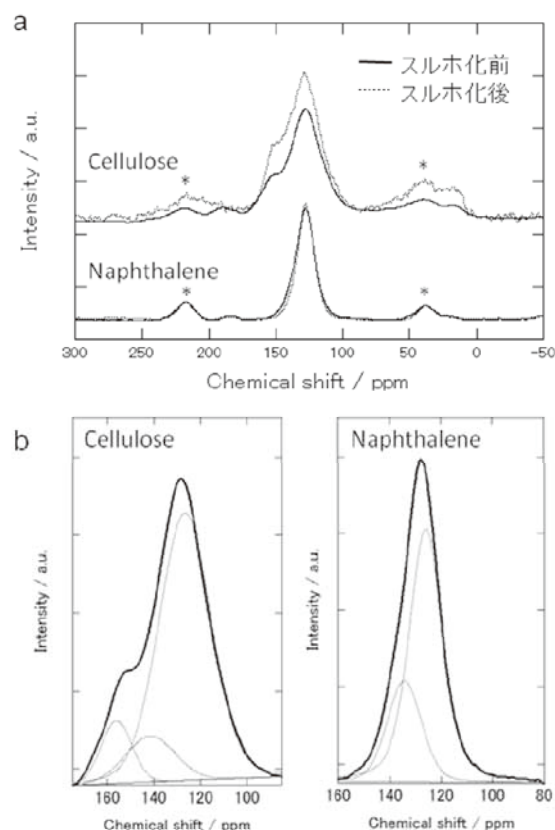 a
スルホ化前
スルホ化後
Cellulose
*
*
Naphthalene
*
*
Intensity / a.u.
300
250
200
150
100
50
0
-50
Chemical shift / ppm
b
Cellulose
Intensity / a.u.
160
140
120
100
Chemical shift / ppm
Naphthalene
Intensity / a.u.
160
140
120
100
80
Chemical shift / ppm